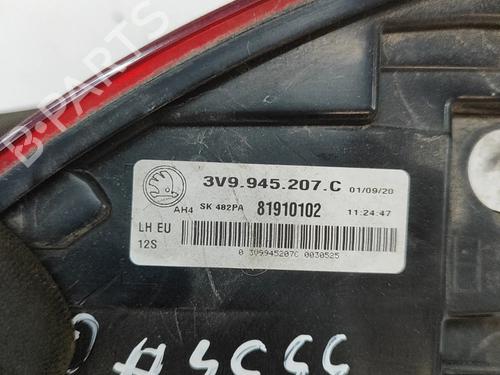 B-PARTS
3V9.945.207.C 01/09/20
AH4 SK 482PA 81910102 11:24:47
LH EU
12S
0 3V9945207C 0030525